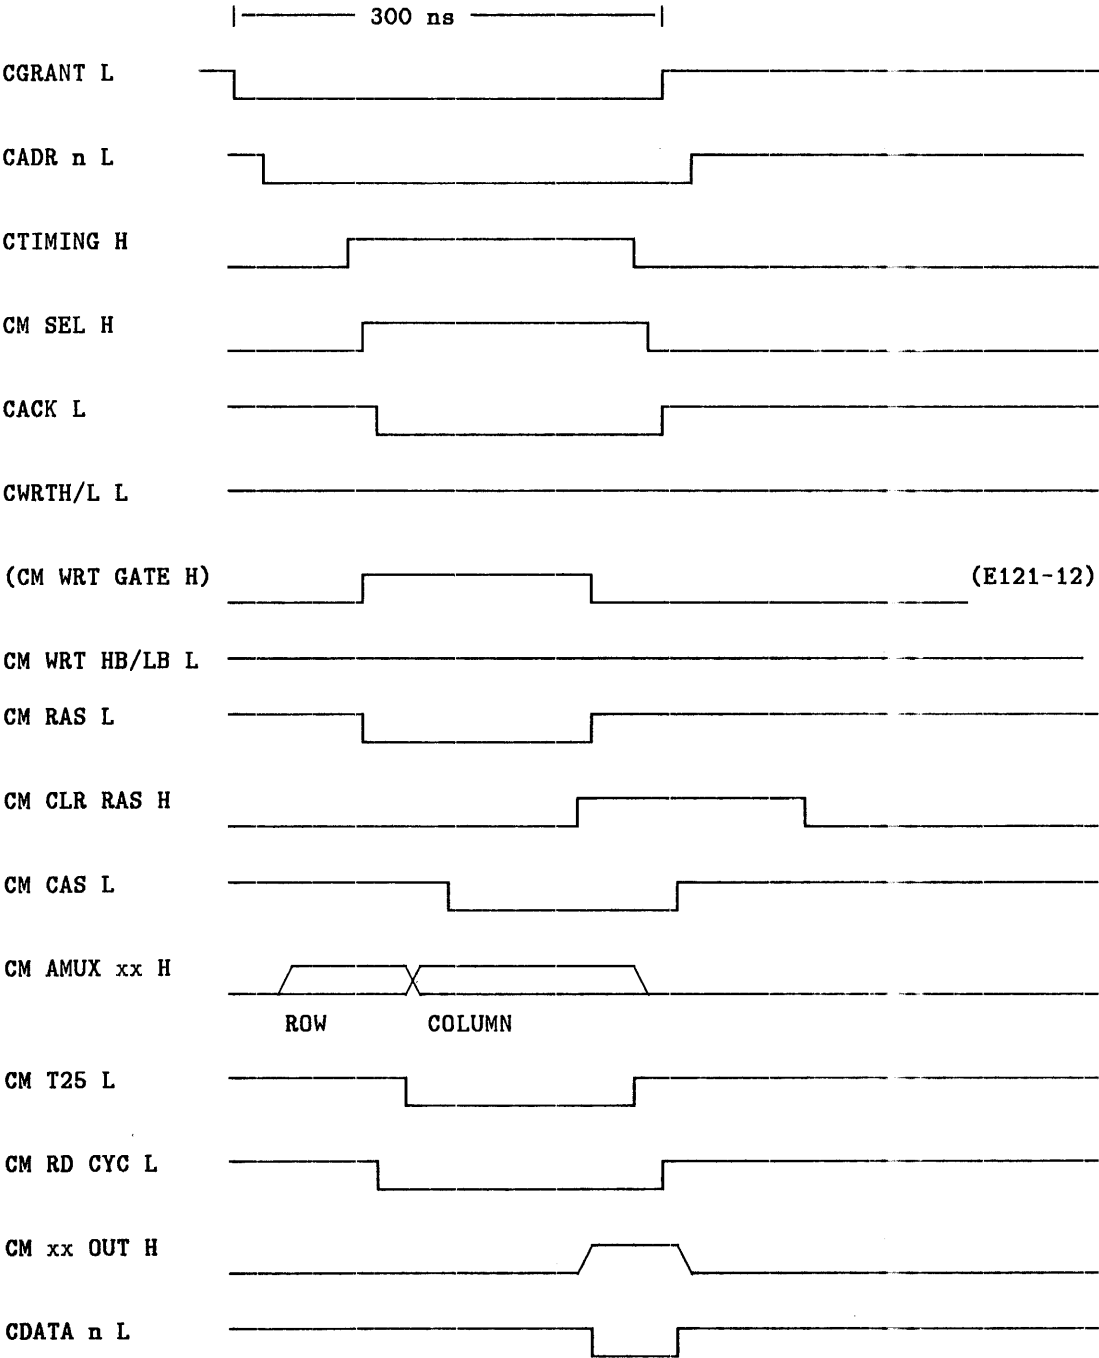 300 ns
CGRANT L
CADR n L
CTIMING H
CM SEL H
CACK L
CWRTH/L L
(CM WRT GATE H) (E121-12)
CM WRT HB/LB L
CM RAS L
CM CLR RAS H
CM CAS L
CM AMUX xx H
ROW COLUMN
CM T25 L
CM RD CYC L
CM xx OUT H
CDATA n L